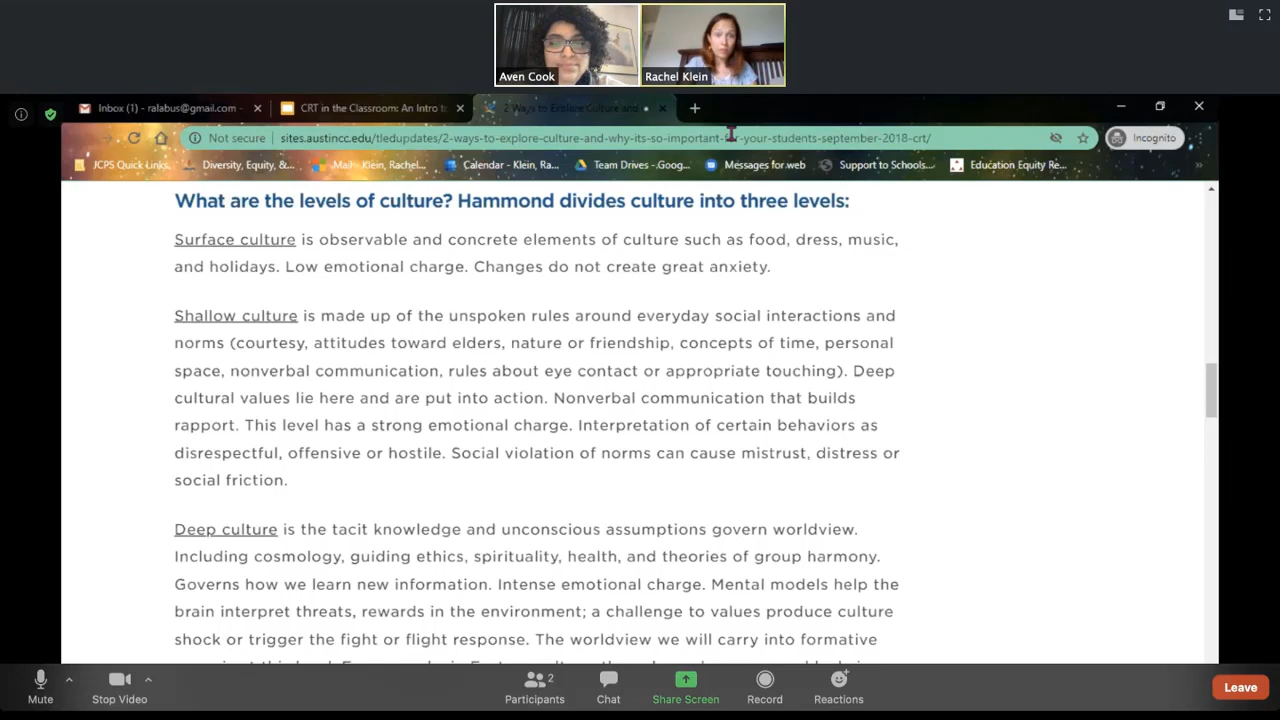 Aven Cook
Rachel Klein
Inbox (1) - ralabus@gmail.com -
CRT in the Classroom: An Intro t
2 Ways to Explore Culture and
Not secure
sites.austincc.edu/tledupdates/2-ways-to-explore-culture-and-why-its-so-important-for-your-students-september-2018-crt/
Incognito
JCPS Quick Links.
Diversity, Equity, &...
Mail - Klein, Rachel...
Calendar - Klein, Ra...
Team Drives - .Goog...
Messages for web
Support to Schools...
Education Equity Re...
What are the levels of culture? Hammond divides culture into three levels:
Surface culture is observable and concrete elements of culture such as food, dress, music,
and holidays. Low emotional charge. Changes do not create great anxiety.
Shallow culture is made up of the unspoken rules around everyday social interactions and
norms (courtesy, attitudes toward elders, nature or friendship, concepts of time, personal
space, nonverbal communication, rules about eye contact or appropriate touching). Deep
cultural values lie here and are put into action. Nonverbal communication that builds
rapport. This level has a strong emotional charge. Interpretation of certain behaviors as
disrespectful, offensive or hostile. Social violation of norms can cause mistrust, distress or
social friction.
Deep culture is the tacit knowledge and unconscious assumptions govern worldview.
Including cosmology, guiding ethics, spirituality, health, and theories of group harmony.
Governs how we learn new information. Intense emotional charge. Mental models help the
brain interpret threats, rewards in the environment; a challenge to values produce culture
shock or trigger the fight or flight response. The worldview we will carry into formative
Mute
Stop Video
Participants
2
Chat
Share Screen
Record
Reactions
Leave